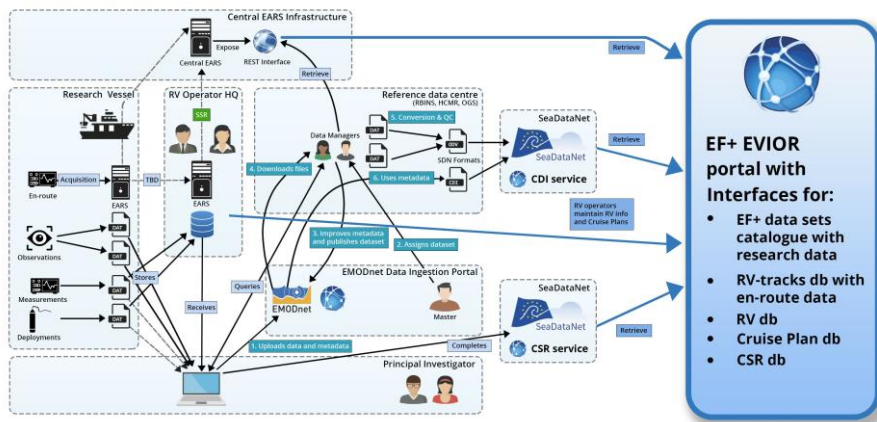 Central EARS Infrastructure
Central EARS
Expose
REST Interface
Retrieve
Retrieve
Research Vessel
En-route
Acquisition
EARS
TBD
Observations
DAT
DAT
Measurements
DAT
Deployments
DAT
Stores
RV Operator HQ
SSR
EARS
Receives
Reference data centre
(RBINS, HCMR, OGS)
Data Managers
5. Conversion & QC
DAT
DAT
ODV
SDN Formats
CDI
4. Downloads files
6. Uses metadata
3. Improves metadata
and publishes dataset
2. Assigns dataset
Queries
EMODnet Data Ingestion Portal
EMODnet
Master
1. Uploads data and metadata
Completes
Principal Investigator
SeaDataNet
SeaDataNet
CDI service
Retrieve
RV operators
maintain RV info
and Cruise Plans
SeaDataNet
SeaDataNet
CSR service
Retrieve
EF+ EVIOR
portal with
Interfaces for:
• EF+ data sets
catalogue with
research data
• RV-tracks db with
en-route data
• RV db
• Cruise Plan db
• CSR db